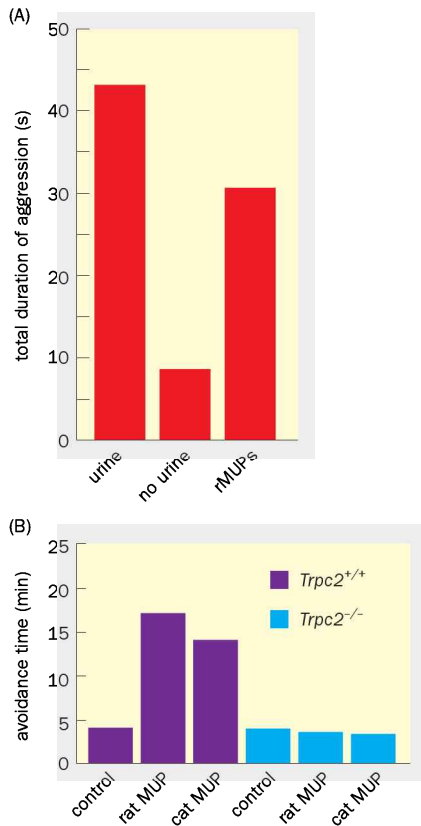 (A)
50
40
30
20
10
0
total duration of aggression (s)
urine
no urine
rMUPs
(B)
25
20
15
10
5
0
avoidance time (min)
Trpc2+/+
Trpc2−/−
control
rat MUP
cat MUP
control
rat MUP
cat MUP